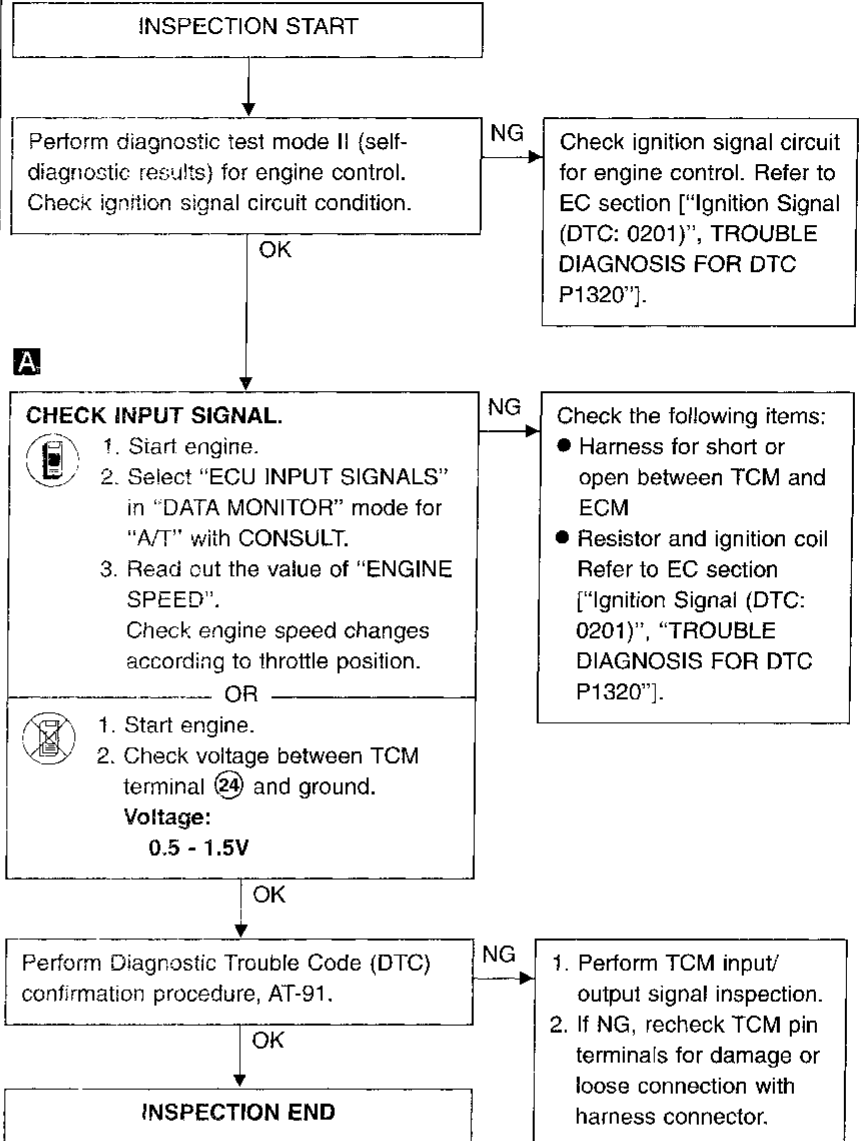 INSPECTION START
Perform diagnostic test mode II (self-
diagnostic results) for engine control.
Check ignition signal circuit condition.
NG
Check ignition signal circuit
for engine control. Refer to
EC section ["Ignition Signal
(DTC: 0201)", TROUBLE
DIAGNOSIS FOR DTC
P1320"].
OK
A
CHECK INPUT SIGNAL.
1. Start engine.
2. Select "ECU INPUT SIGNALS"
in "DATA MONITOR" mode for
"A/T" with CONSULT.
3. Read out the value of "ENGINE
SPEED".
Check engine speed changes
according to throttle position.
OR
1. Start engine.
2. Check voltage between TCM
terminal 24 and ground.
Voltage:
0.5 - 1.5V
NG
Check the following items:
● Harness for short or
open between TCM and
ECM
● Resistor and ignition coil
Refer to EC section
["Ignition Signal (DTC:
0201)", "TROUBLE
DIAGNOSIS FOR DTC
P1320"].
OK
Perform Diagnostic Trouble Code (DTC)
confirmation procedure, AT-91.
NG
1. Perform TCM input/
output signal inspection.
2. If NG, recheck TCM pin
terminals for damage or
loose connection with
harness connector.
OK
INSPECTION END